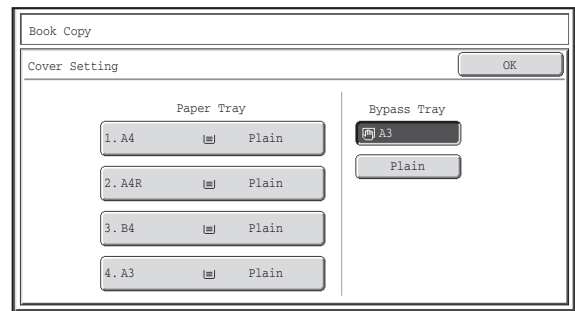 Book Copy
Cover Setting
OK
Paper Tray
Bypass Tray
1. A4 Plain
A3
2. A4R Plain
Plain
3. B4 Plain
4. A3 Plain